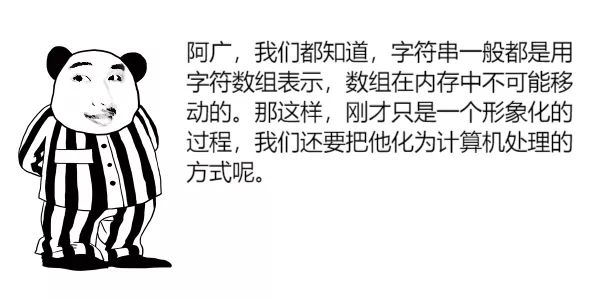 阿广，我们都知道，字符串一般都是用
字符数组表示，数组在内存中不可能移
动的。那这样，刚才只是一个形象化的
过程，我们还要把他化为计算机处理的
方式呢。